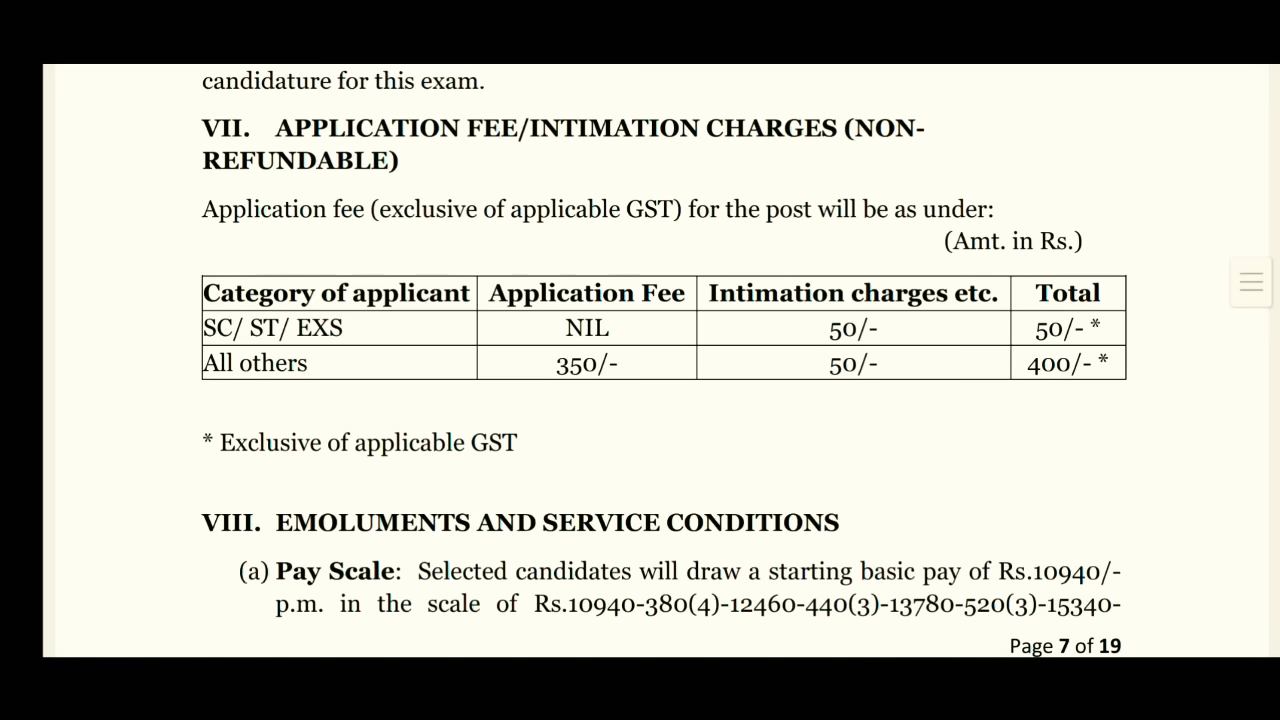 candidature for this exam.
VII. APPLICATION FEE/INTIMATION CHARGES (NON-
REFUNDABLE)
Application fee (exclusive of applicable GST) for the post will be as under:
(Amt. in Rs.)
Category of applicant Application Fee Intimation charges etc. Total
SC/ ST/ EXS NIL 50/- 50/- *
All others 350/- 50/- 400/- *
* Exclusive of applicable GST
VIII. EMOLUMENTS AND SERVICE CONDITIONS
(a) Pay Scale: Selected candidates will draw a starting basic pay of Rs.10940/-
p.m. in the scale of Rs.10940-380(4)-12460-440(3)-13780-520(3)-15340-
Page 7 of 19